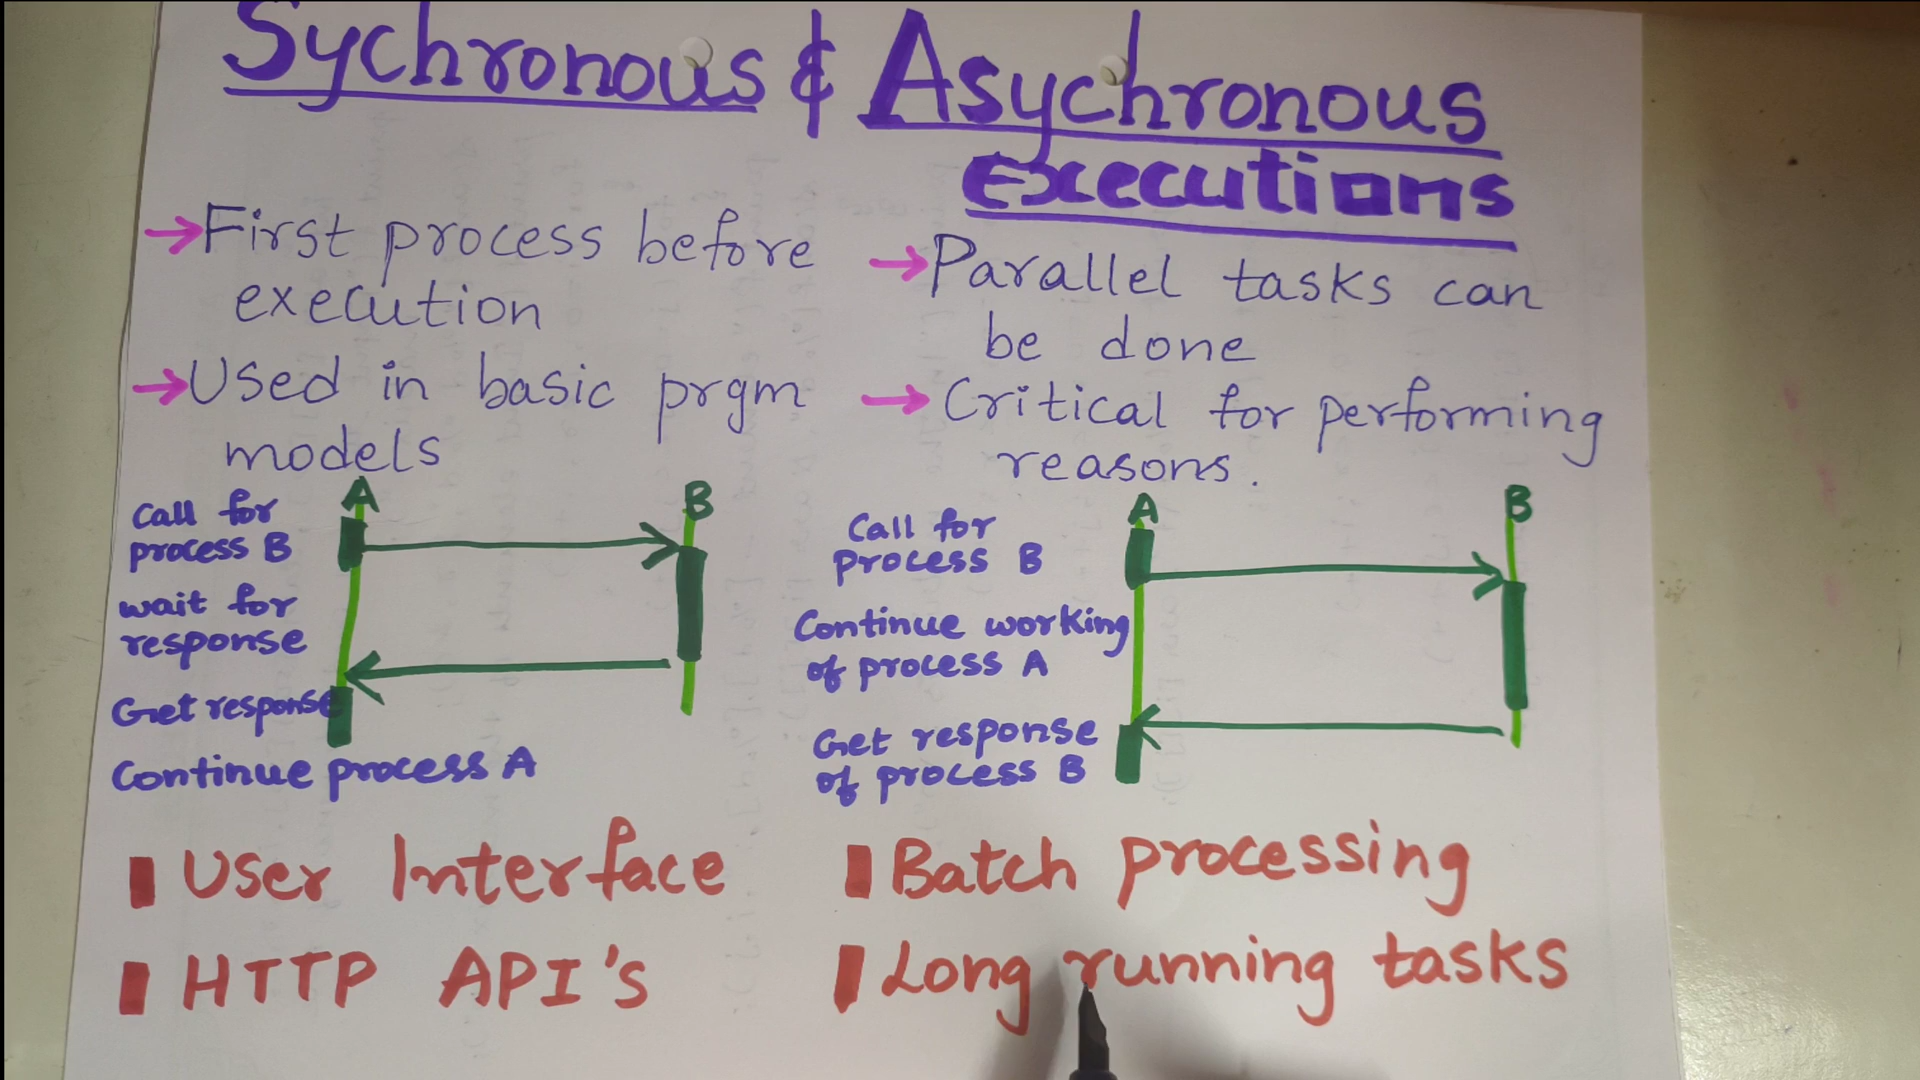 Sychronous & Asychronous
Executions
→First process before
execution
→Used in basic prgm
models
A
B
Call for
process B
wait for
response
Get response
Continue process A
▮ User Interface
▮ HTTP API's
→Parallel tasks can
be done
→Critical for performing
reasons.
A
B
Call for
process B
Continue working
of process A
Get response
of process B
▮ Batch processing
▮ Long running tasks